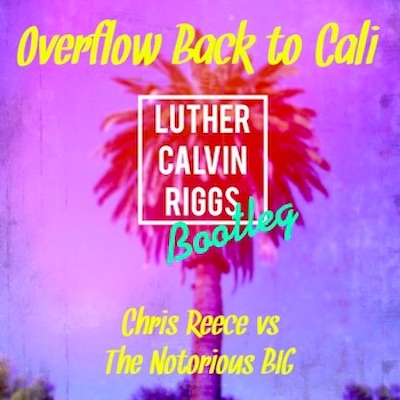 Overflow Back to Cali
LUTHER
CALVIN
RIGGS
Bootleg
Chris Reece vs
The Notorious BIG